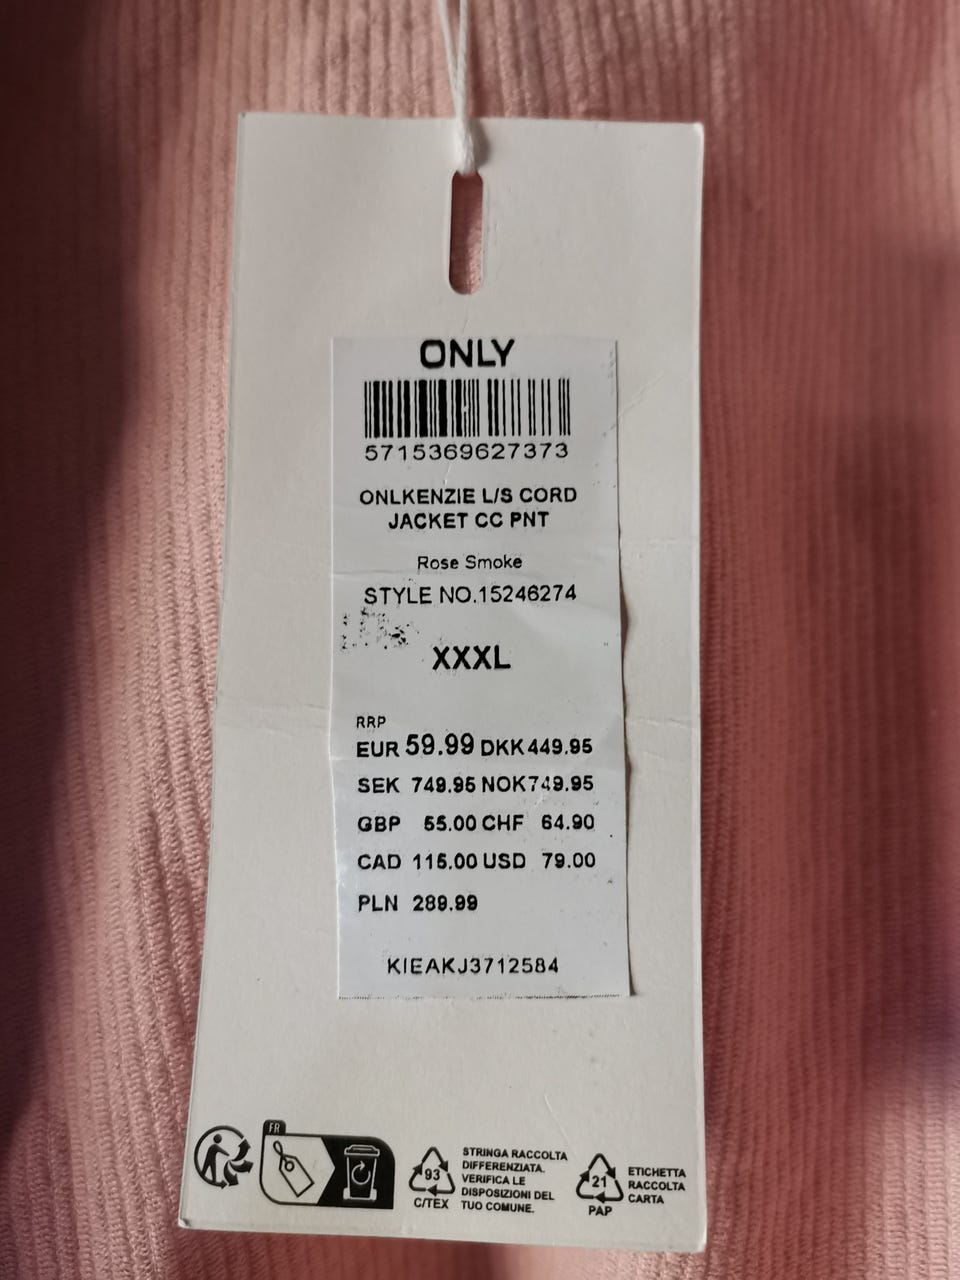 ONLY
5715369627373
ONLKENZIE L/S CORD
JACKET CC PNT
Rose Smoke
STYLE NO.15246274
XXXL
RRP
EUR 59.99 DKK 449.95
SEK 749.95 NOK 749.95
GBP 55.00 CHF 64.90
CAD 115.00 USD 79.00
PLN 289.99
KIEAKJ3712584
FR
93
C/TEX
STRINGA RACCOLTA
DIFFERENZIATA.
VERIFICA LE
DISPOSIZIONI DEL
TUO COMUNE.
21
PAP
ETICHETTA
RACCOLTA
CARTA